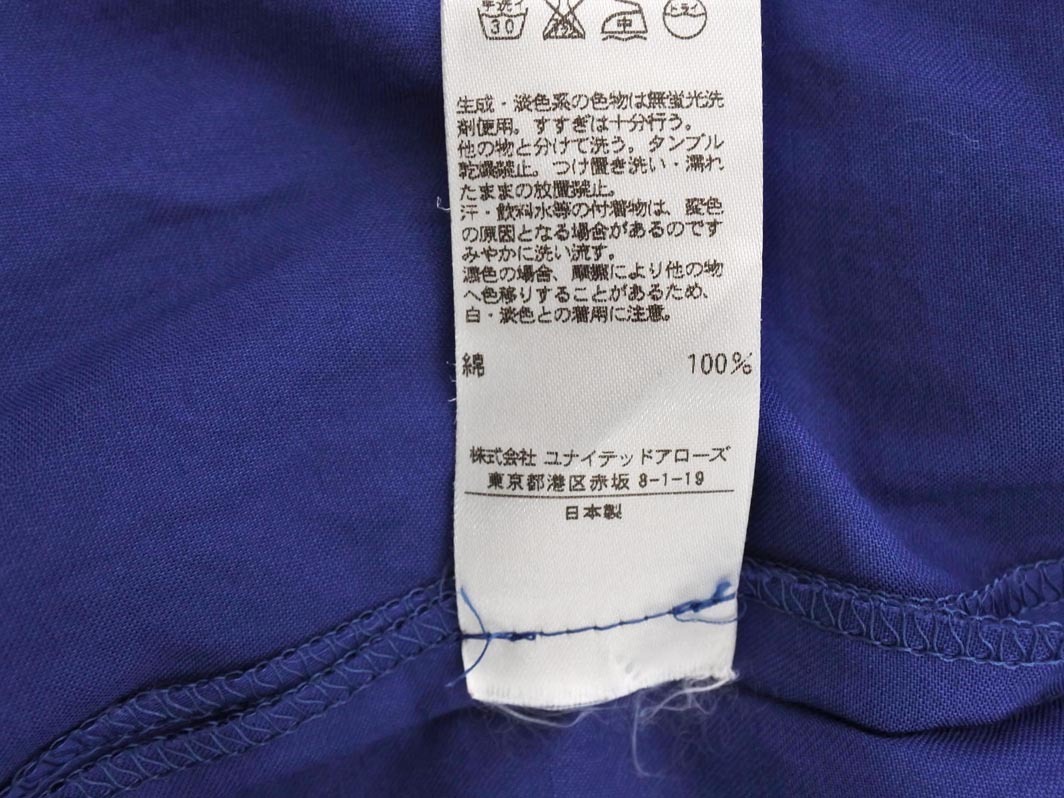 手洗イ
30
中
ドライ
生成・淡色系の色物は無蛍光洗
剤使用。すすぎは十分行う。
他の物と分けて洗う。タンブル
乾燥禁止。つけ置き洗い・濡れ
たままの放置禁止。
汗・飲料水等の付着物は、変色
の原因となる場合があるのです
みやかに洗い流す。
濃色の場合、摩擦により他の物
へ色移りすることがあるため、
白・淡色との着用に注意。
綿 100%
株式会社 ユナイテッドアローズ
東京都港区赤坂 8-1-19
日本製